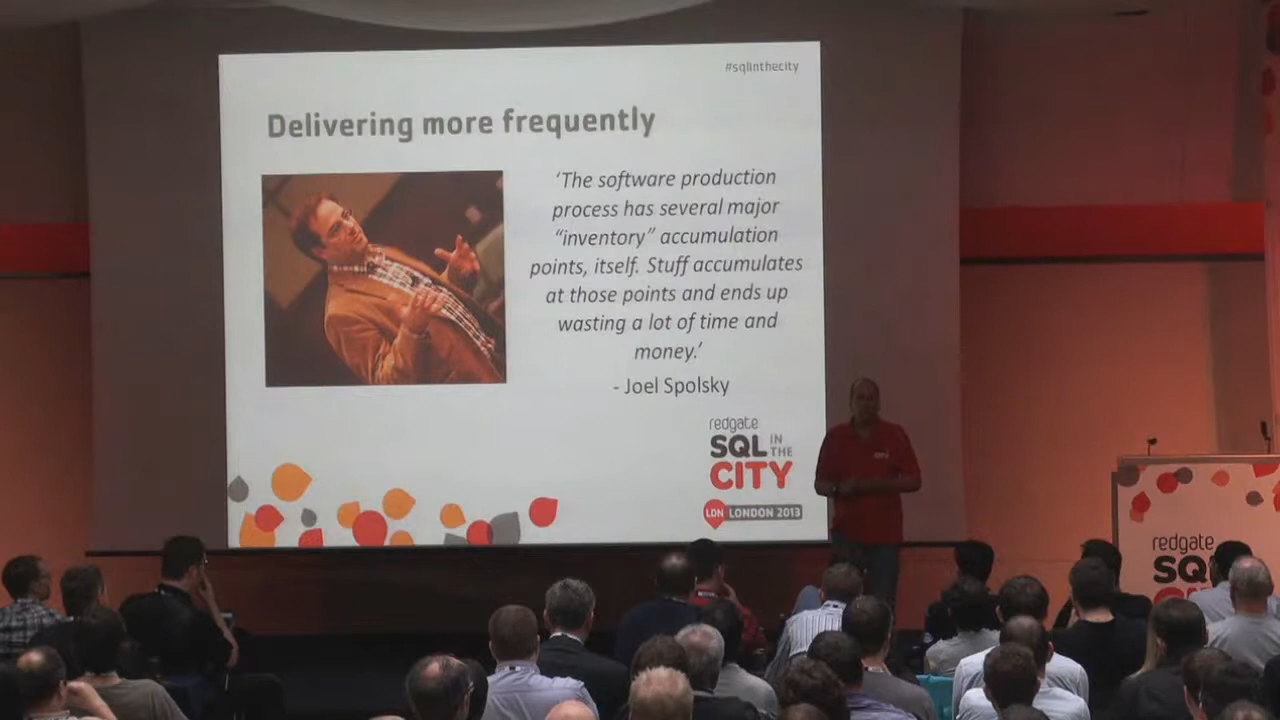 #sqlinthecity
Delivering more frequently
‘The software production
process has several major
“inventory” accumulation
points, itself. Stuff accumulates
at those points and ends up
wasting a lot of time and
money.’
- Joel Spolsky
redgate
SQL IN THE
CITY
LDN LONDON 2013
redgate